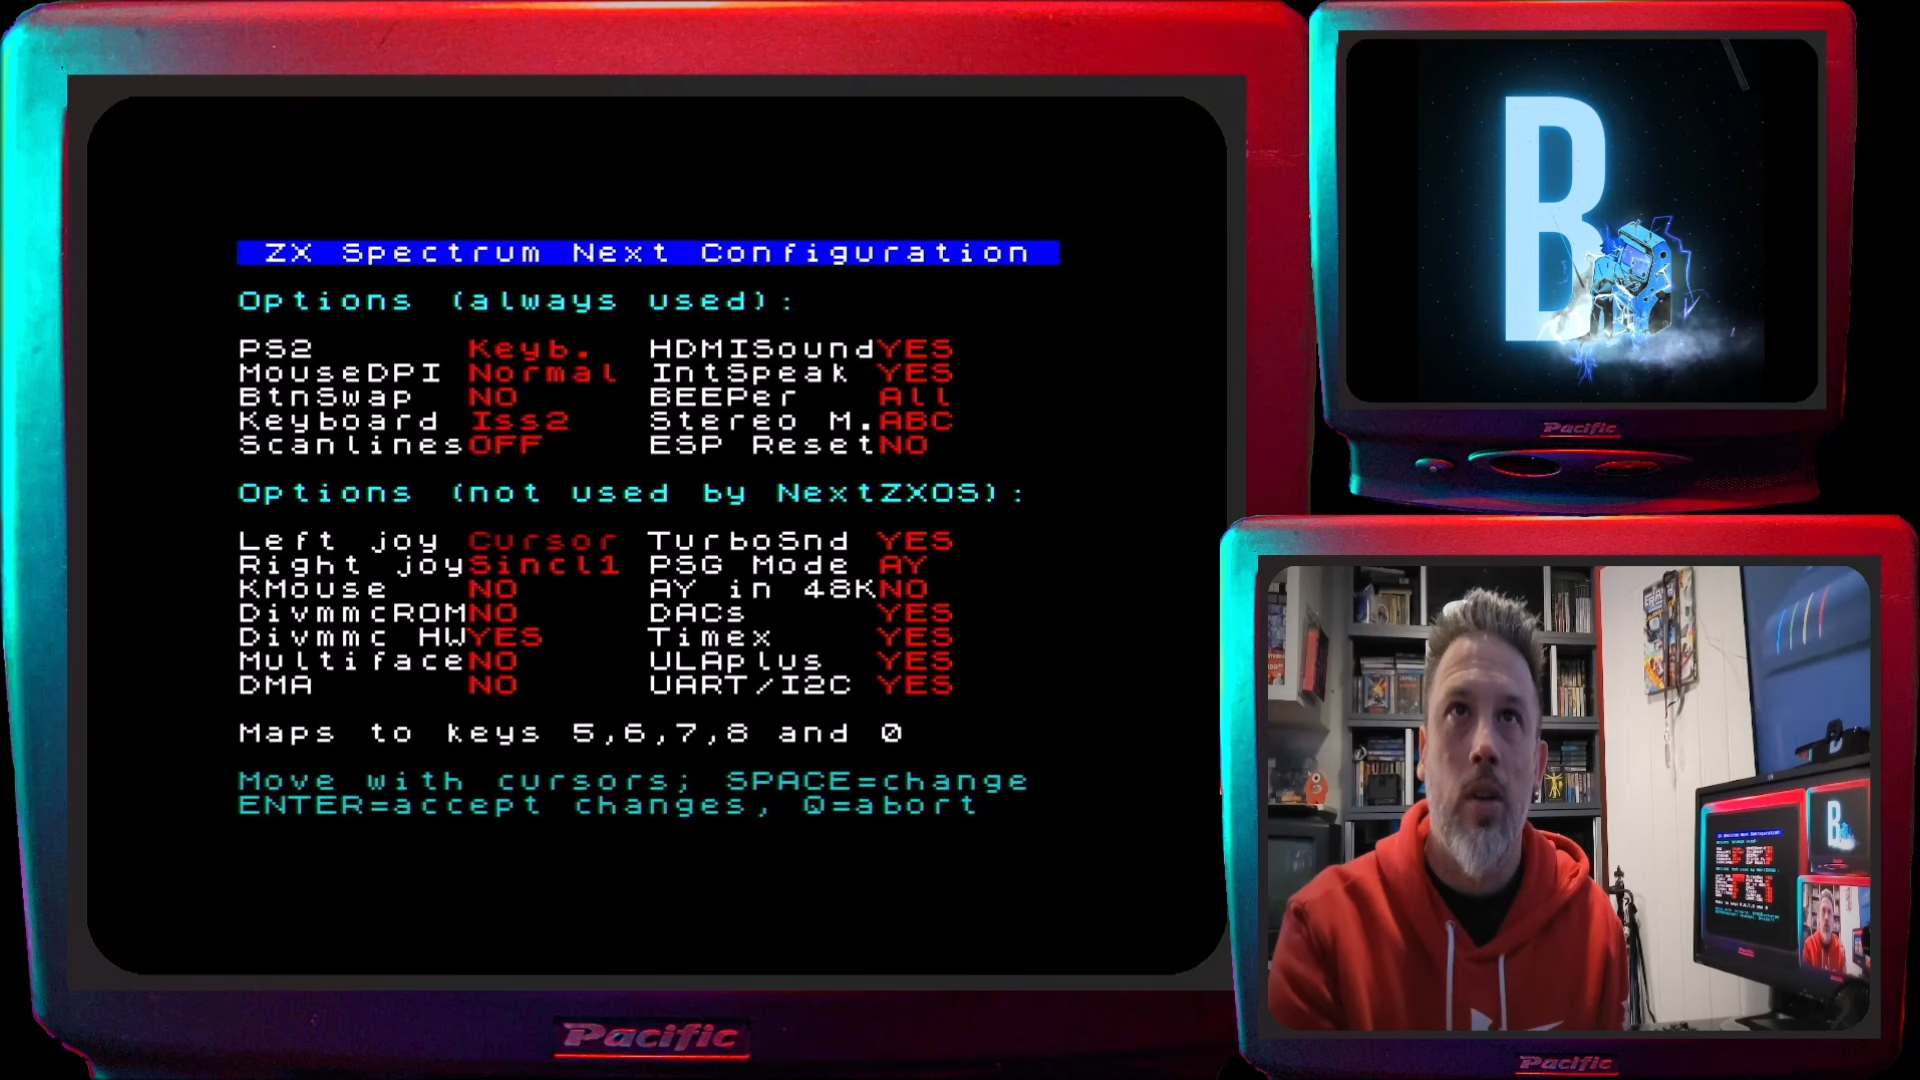 ZX Spectrum Next Configuration
Options (always used):
PS2 Keyb. HDMISound YES
MouseDPI Normal IntSpeak YES
BtnSwap NO BEEPer All
Keyboard Iss2 Stereo M. ABC
Scanlines OFF ESP Reset NO
Options (not used by NextZXOS):
Left joy Cursor TurboSnd YES
Right joy Sincl1 PSG Mode AY
KMouse NO AY in 48K NO
DivmmcROM NO DACs YES
Divmmc HW YES Timex YES
Multiface NO ULAplus YES
DMA NO UART/I2C YES
Maps to keys 5,6,7,8 and 0
Move with cursors; SPACE=change
ENTER=accept changes, 0=abort
Pacific
B
Pacific
Pacific